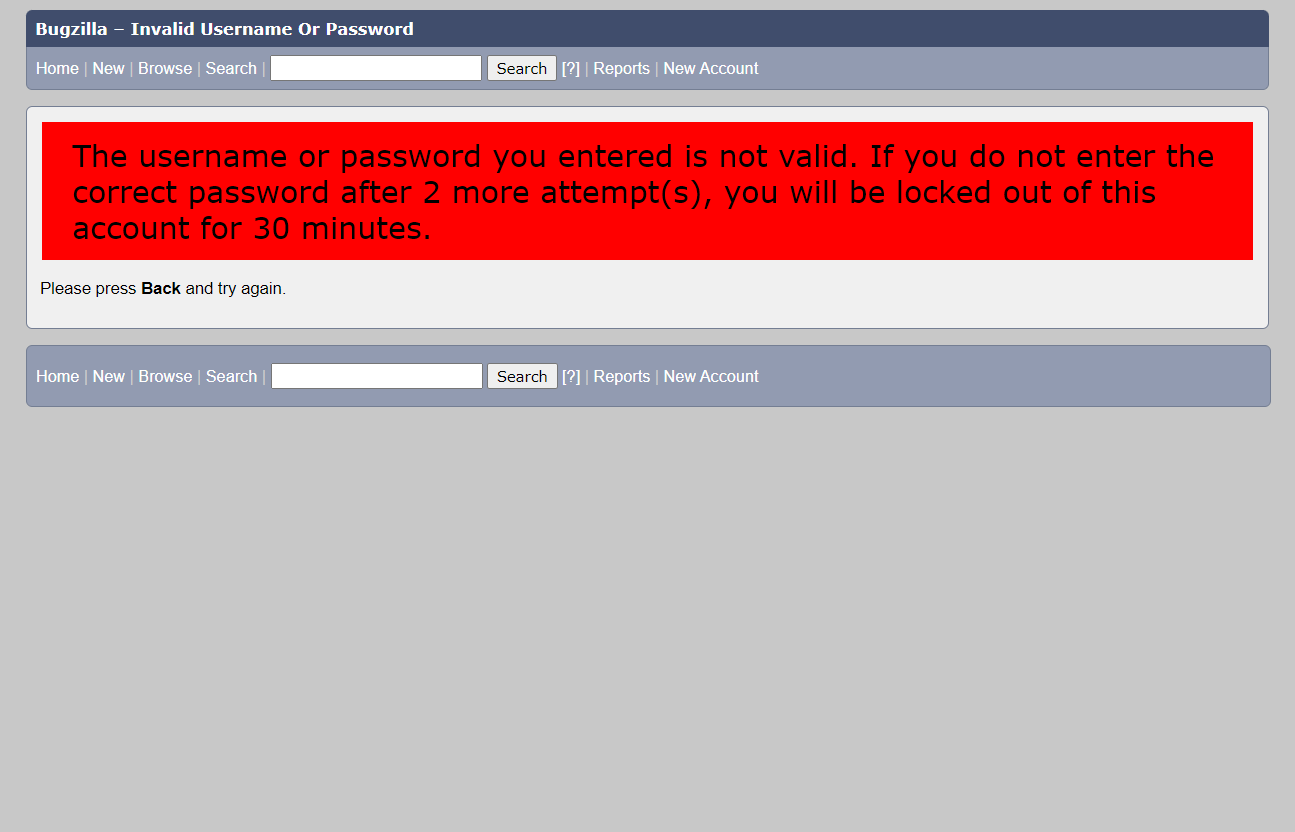 Bugzilla – Invalid Username Or Password
Home | New | Browse | Search | Search [?] | Reports | New Account
The username or password you entered is not valid. If you do not enter the
correct password after 2 more attempt(s), you will be locked out of this
account for 30 minutes.
Please press Back and try again.
Home | New | Browse | Search | Search [?] | Reports | New Account